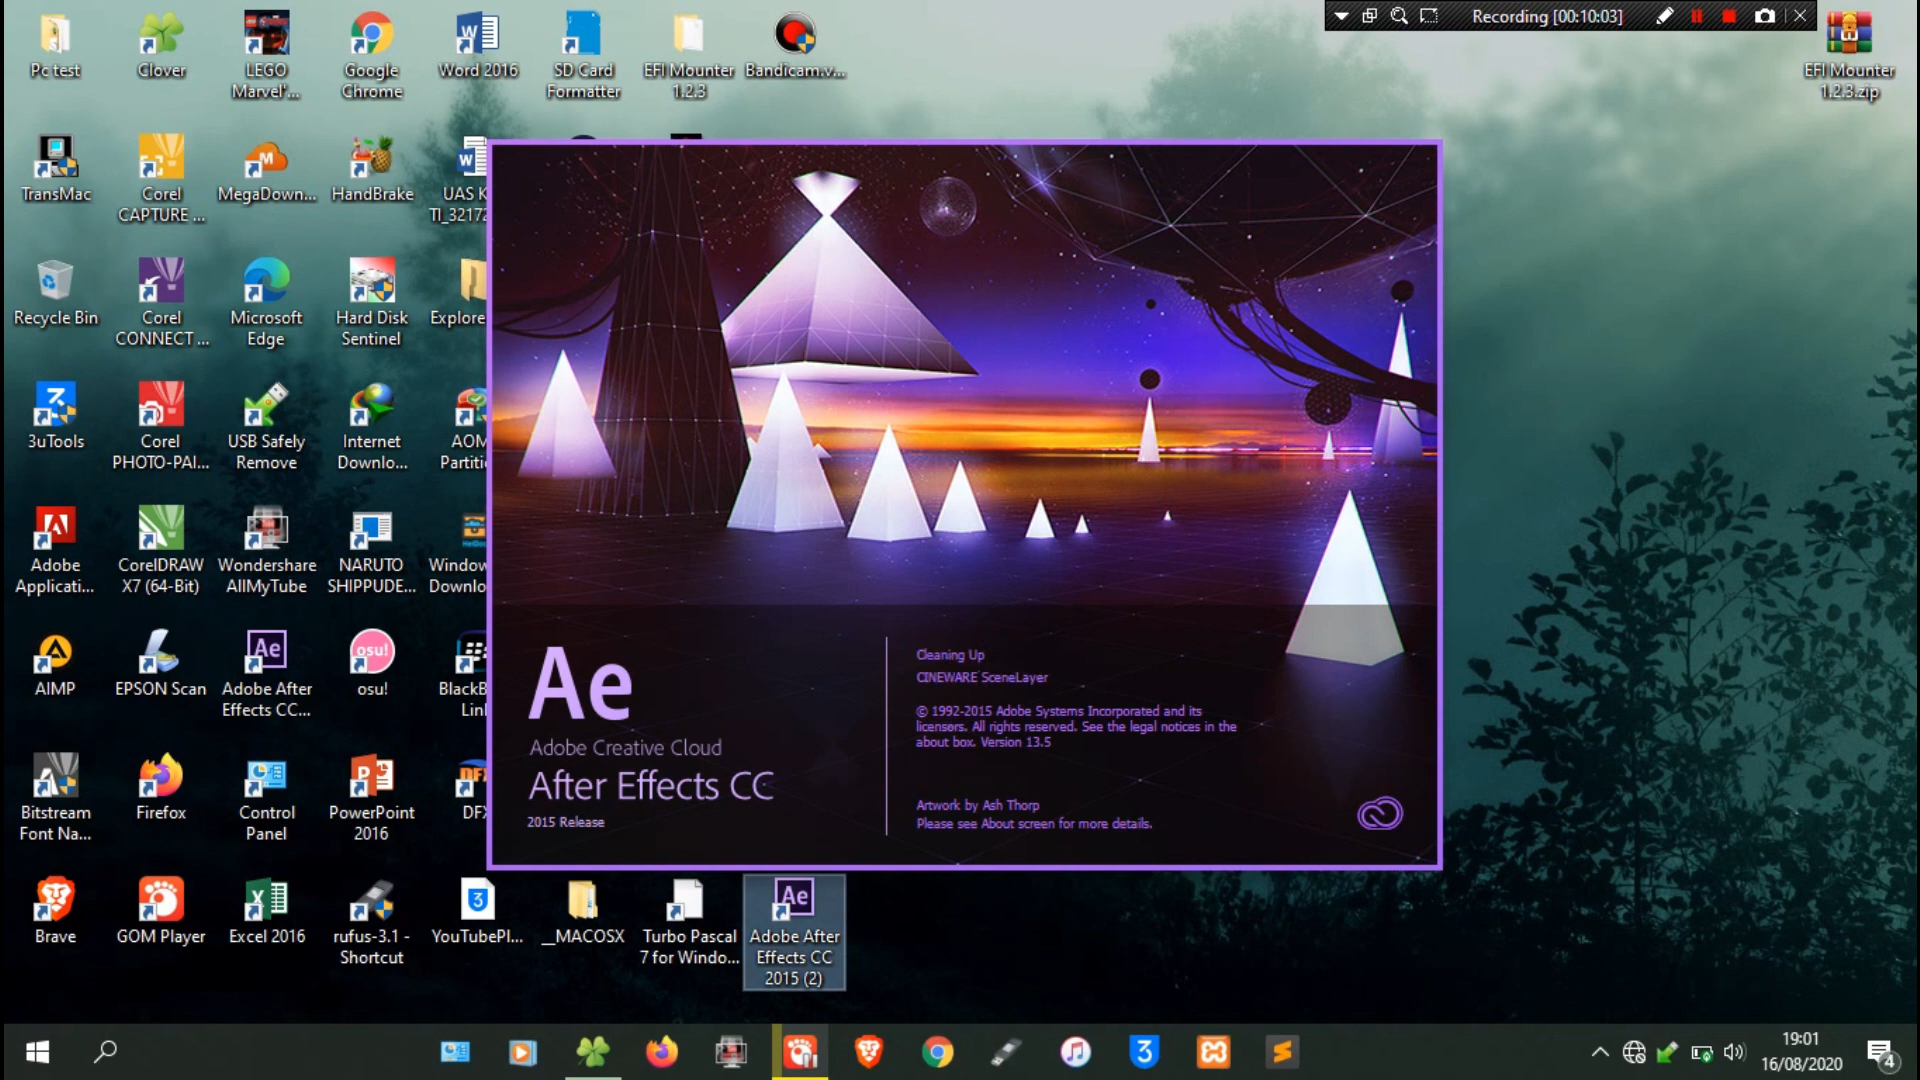 Recording [00:10:03]
Pc test
Clover
LEGO
Marvel'...
Google
Chrome
Word 2016
SD Card
Formatter
EFI Mounter
1.2.3
Bandicam.v...
EFI Mounter
1.2.3.zip
TransMac
Corel
CAPTURE ...
MegaDown...
HandBrake
UAS K
TI_32172
Recycle Bin
Corel
CONNECT ...
Microsoft
Edge
Hard Disk
Sentinel
Explore
3uTools
Corel
PHOTO-PAI...
USB Safely
Remove
Internet
Downlo...
AOM
Partiti
Adobe
Applicati...
CorelDRAW
X7 (64-Bit)
Wondershare
AllMyTube
NARUTO
SHIPPUDE...
Window
Downlo
AIMP
EPSON Scan
Ae
Adobe After
Effects CC...
osu!
osu!
BlackB
Lin
Bitstream
Font Na...
Firefox
Control
Panel
PowerPoint
2016
DFX
Brave
GOM Player
Excel 2016
rufus-3.1 -
Shortcut
YouTubePl...
__MACOSX
Turbo Pascal
7 for Windo...
Ae
Adobe After
Effects CC
2015 (2)
Ae
Adobe Creative Cloud
After Effects CC
2015 Release
Cleaning Up
CINEWARE SceneLayer
© 1992-2015 Adobe Systems Incorporated and its
licensors. All rights reserved. See the legal notices in the
about box. Version 13.5
Artwork by Ash Thorp
Please see About screen for more details.
19:01
16/08/2020
4